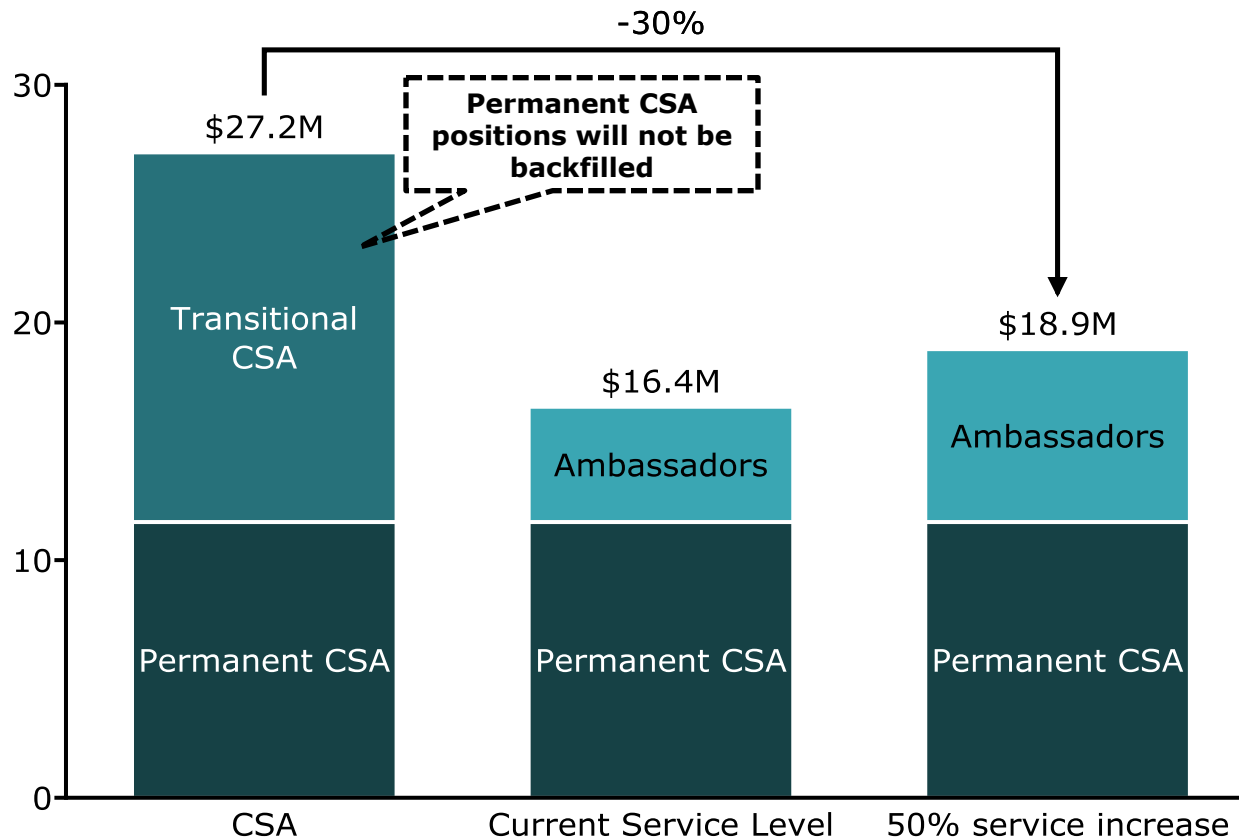 -30%
30
$27.2M
Permanent CSA
positions will not be
backfilled
Transitional
CSA
20
$18.9M
$16.4M
Ambassadors
Ambassadors
10
Permanent CSA
Permanent CSA
Permanent CSA
0
CSA
Current Service Level
50% service increase